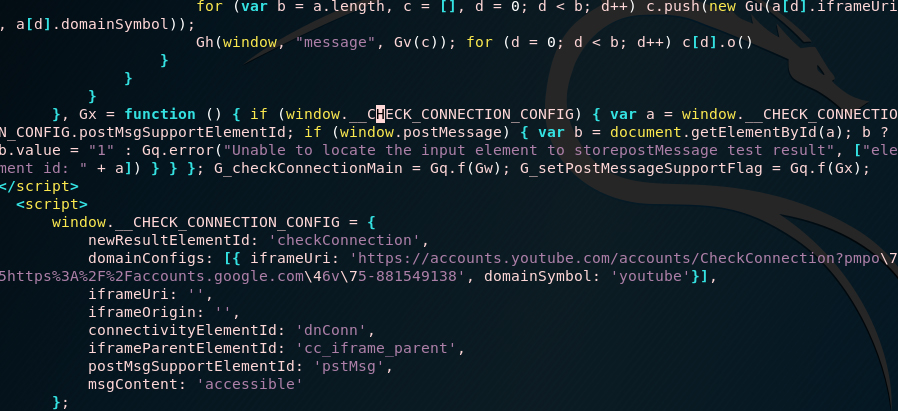 for (var b = a.length, c = [], d = 0; d < b; d++) c.push(new Gu(a[d].iframeUri
, a[d].domainSymbol));
Gh(window, "message", Gv(c)); for (d = 0; d < b; d++) c[d].o()
}
}
}
}, Gx = function () { if (window.__CHECK_CONNECTION_CONFIG) { var a = window.__CHECK_CONNECTIO
N_CONFIG.postMsgSupportElementId; if (window.postMessage) { var b = document.getElementById(a); b ?
b.value = "1" : Gq.error("Unable to locate the input element to storepostMessage test result", ["ele
ment id: " + a]) } } }; G_checkConnectionMain = Gq.f(Gw); G_setPostMessageSupportFlag = Gq.f(Gx);
</script>
<script>
window.__CHECK_CONNECTION_CONFIG = {
newResultElementId: 'checkConnection',
domainConfigs: [{ iframeUri: 'https://accounts.youtube.com/accounts/CheckConnection?pmpo\7
5https%3A%2F%2Faccounts.google.com\46v\75-881549138', domainSymbol: 'youtube'}],
iframeUri: '',
iframeOrigin: '',
connectivityElementId: 'dnConn',
iframeParentElementId: 'cc_iframe_parent',
postMsgSupportElementId: 'pstMsg',
msgContent: 'accessible'
};